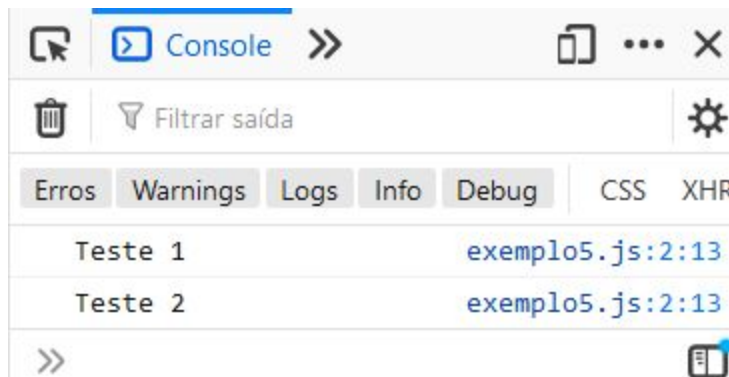 Console
Filtrar saída
Erros Warnings Logs Info Debug CSS XHR
Teste 1 exemplo5.js:2:13
Teste 2 exemplo5.js:2:13